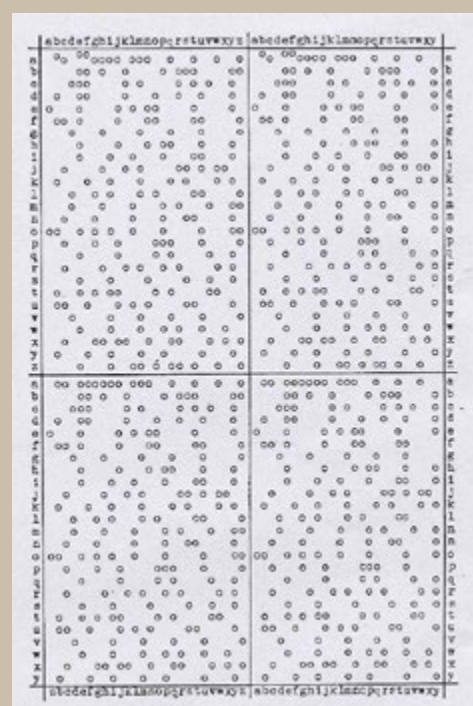 abcdefghijklmnopqrstuvwxyz abcdefghijklmnopqrstuvwxy
a a
b b
c c
d d
e e
f f
g g
h h
i i
j j
k k
l l
m m
n n
o o
p p
q q
r r
s s
t t
u u
v v
w w
x x
y y
z z
a a
b b
c c
d d
e e
f f
g g
h h
i i
j j
k k
l l
m m
n n
o o
p p
q q
r r
s s
t t
u u
v v
w w
x x
y y
abcdefghijklmnopqrstuvwxyz abcdefghijklmnopqrstuvwxy